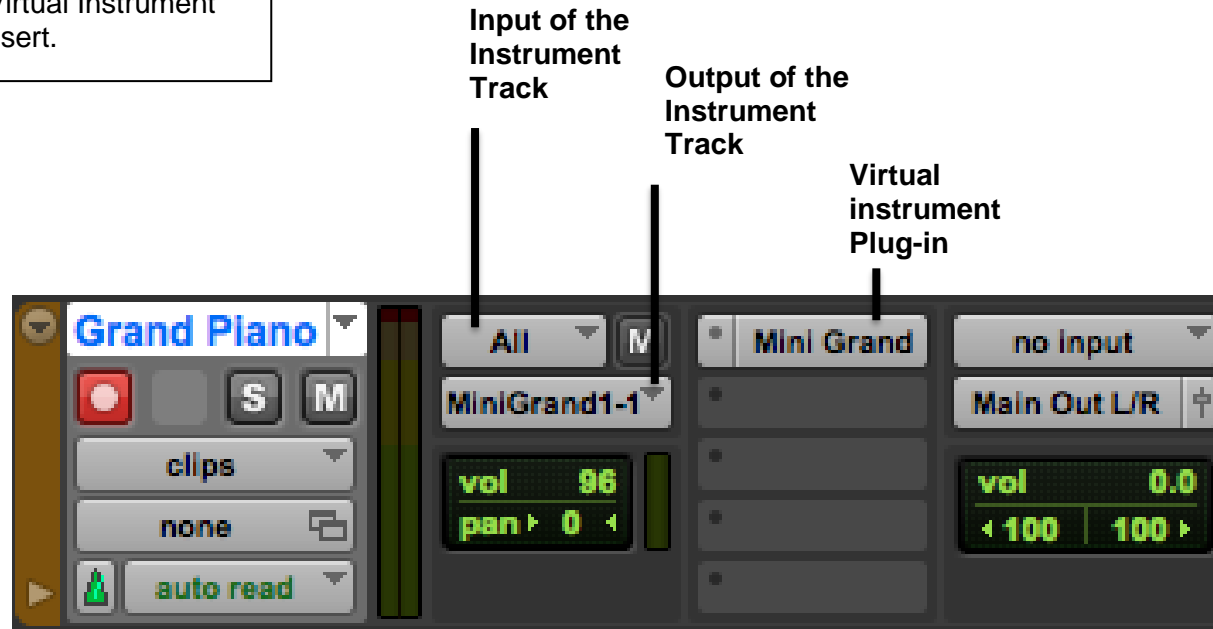 Virtual Instrument
sert.
Input of the
Instrument
Track
Output of the
Instrument
Track
Virtual
instrument
Plug-in
Grand Piano
S M
clips
none
auto read
All M
MiniGrand1-1
vol 96
pan 0
Mini Grand
no input
Main Out L/R
vol 0.0
100 100